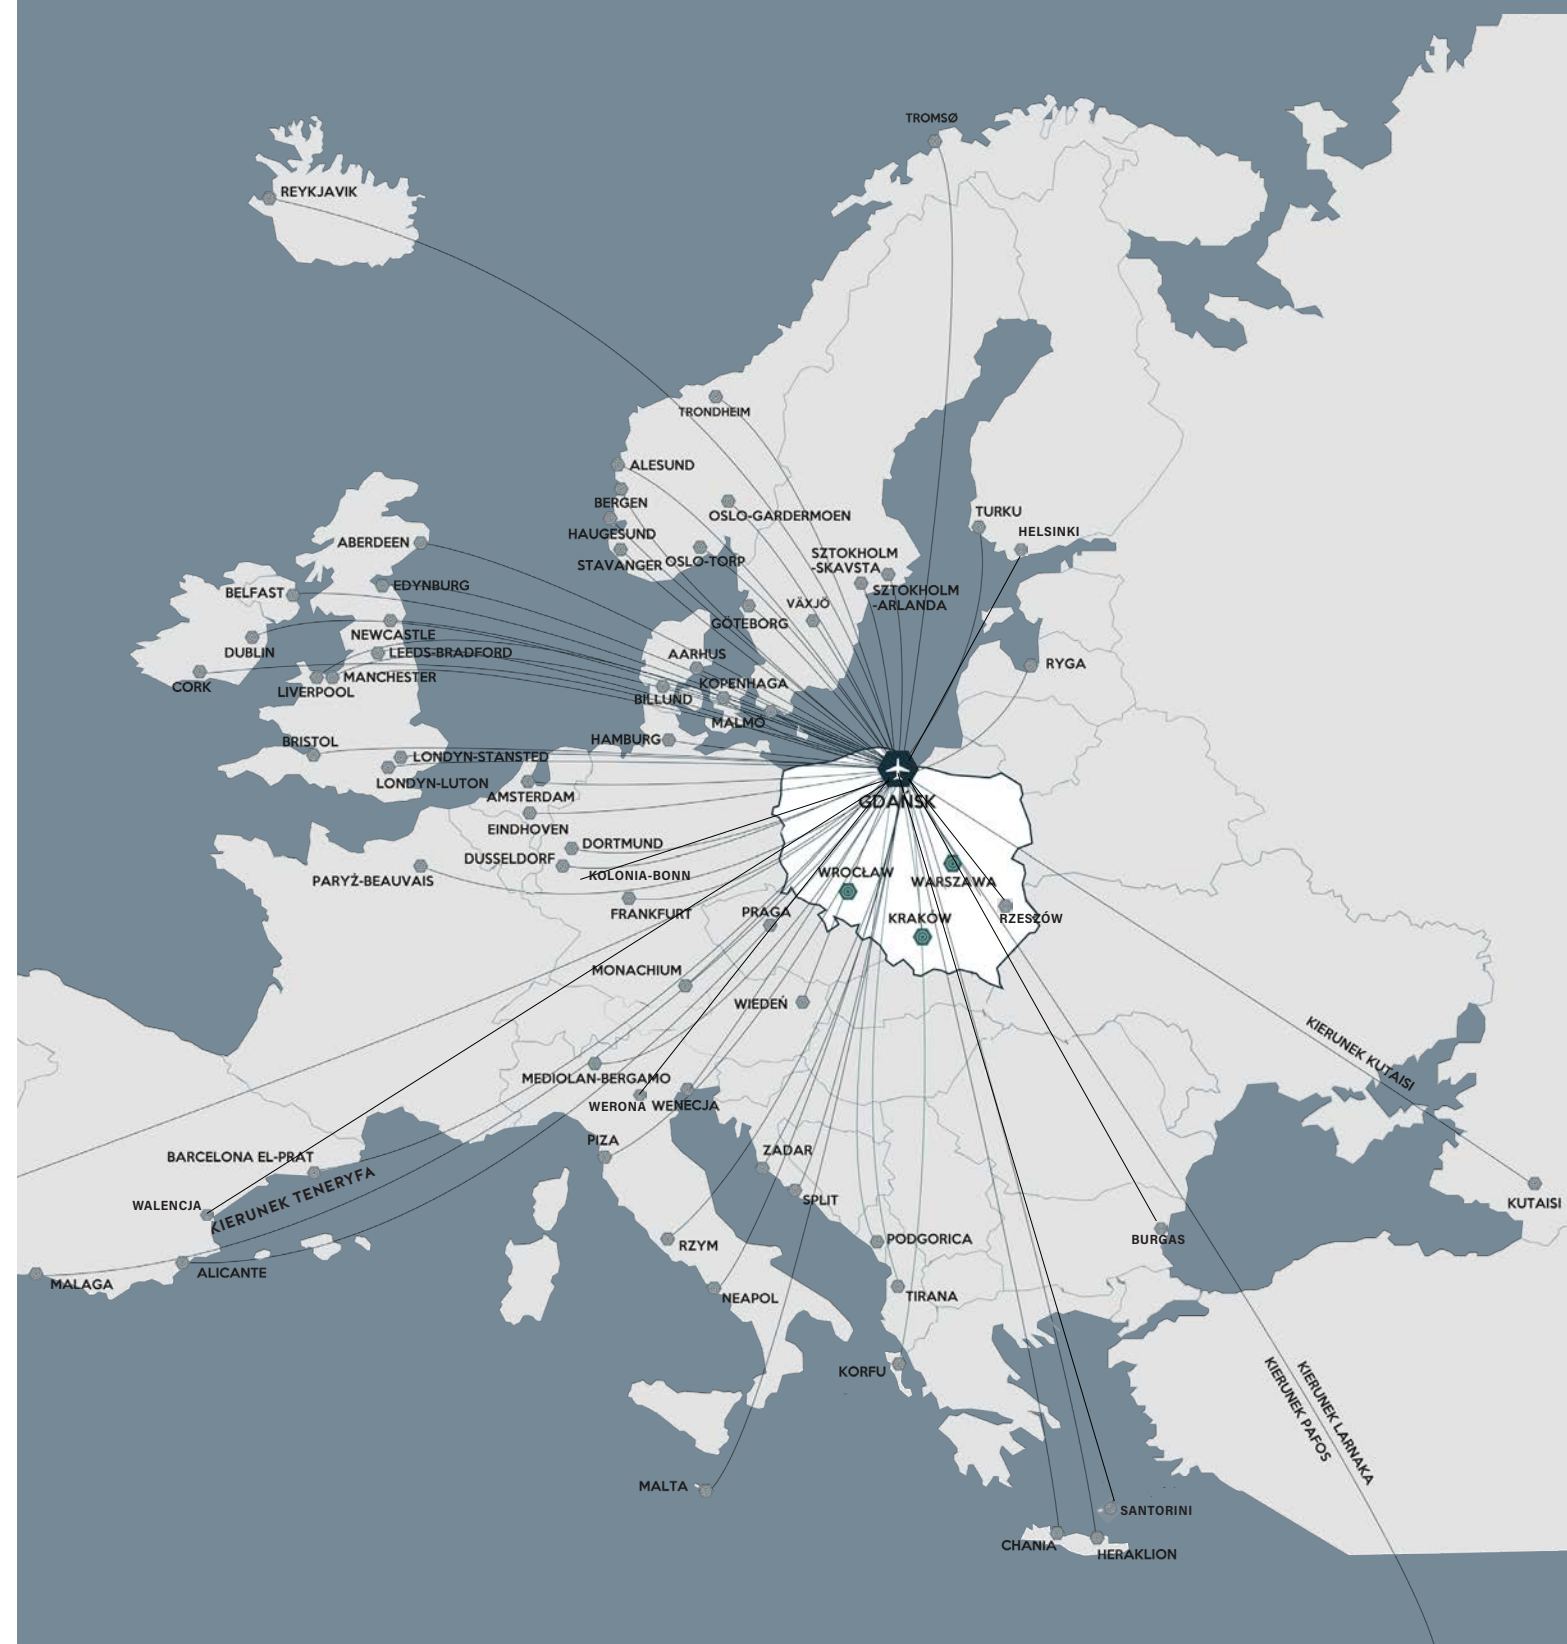 TROMSØ
REYKJAVIK
TRONDHEIM
ALESUND
BERGEN
OSLO-GARDERMOEN
HAUGESUND
TURKU
HELSINKI
ABERDEEN
STAVANGER
OSLO-TORP
SZTOKHOLM
-SKAVSTA
EDYNBURG
BELFAST
SZTOKHOLM
-ARLANDA
VÄXJÖ
GÖTEBORG
NEWCASTLE
DUBLIN
LEEDS-BRADFORD
AARHUS
RYGA
MANCHESTER
CORK
LIVERPOOL
KOPENHAGA
BILLUND
MALMÖ
BRISTOL
HAMBURG
LONDYN-STANSTED
LONDYN-LUTON
AMSTERDAM
GDAŃSK
EINDHOVEN
DORTMUND
DUSSELDORF
KOLONIA-BONN
WROCŁAW
WARSZAWA
PARYŻ-BEAUVAIS
FRANKFURT
PRAGA
KRAKÓW
RZESZÓW
MONACHIUM
WIEDEŃ
KIERUNEK KUTAISI
MEDIOLAN-BERGAMO
WERONA
WENECJA
PIZA
ZADAR
BARCELONA EL-PRAT
KIERUNEK TENERYFA
WALENCJA
SPLIT
KUTAISI
PODGORICA
BURGAS
RZYM
ALICANTE
MALAGA
NEAPOL
TIRANA
KORFU
KIERUNEK LARNAKA
KIERUNEK PAFOS
MALTA
SANTORINI
CHANIA
HERAKLION